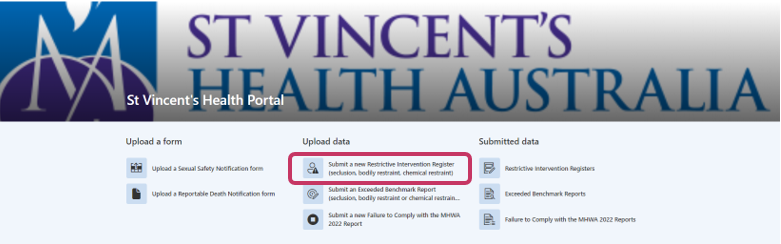 ST VINCENT'S
HEALTH AUSTRALIA
St Vincent's Health Portal
Upload a form
Upload a Sexual Safety Notification form
Upload a Reportable Death Notification form
Upload data
Submit a new Restrictive Intervention Register
(seclusion, bodily restraint, chemical restraint)
Submit an Exceeded Benchmark Report
(seclusion, bodily restraint or chemical restrain...
Submit a new Failure to Comply with the MHWA
2022 Report
Submitted data
Restrictive Intervention Registers
Exceeded Benchmark Reports
Failure to Comply with the MHWA 2022 Reports